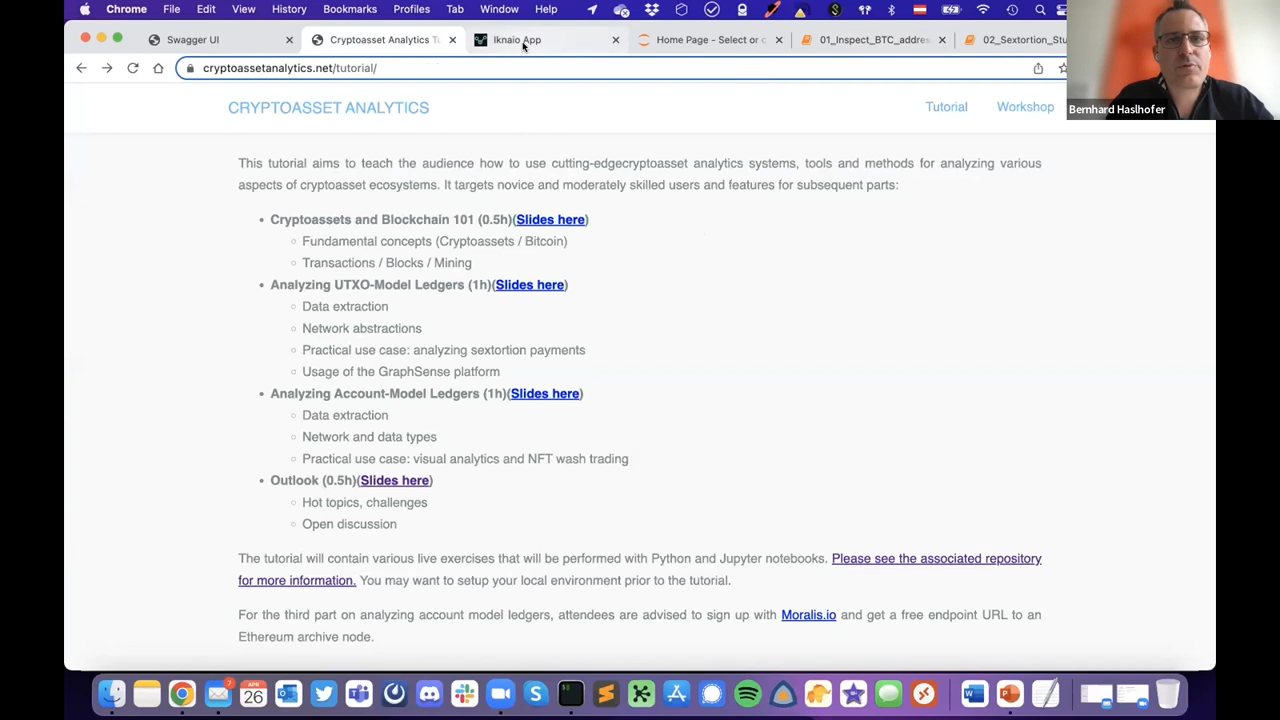 Chrome File Edit View History Bookmarks Profiles Tab Window Help
Swagger UI
Cryptoasset Analytics Tu
Iknaio App
Home Page - Select or c
01_Inspect_BTC_addre
02_Sextortion_Stu
cryptoassetanalytics.net/tutorial/
Bernhard Haslhofer
CRYPTOASSET ANALYTICS
Tutorial
Workshop
This tutorial aims to teach the audience how to use cutting-edgecryptoasset analytics systems, tools and methods for analyzing various
aspects of cryptoasset ecosystems. It targets novice and moderately skilled users and features for subsequent parts:
• Cryptoassets and Blockchain 101 (0.5h)(Slides here)
◦ Fundamental concepts (Cryptoassets / Bitcoin)
◦ Transactions / Blocks / Mining
• Analyzing UTXO-Model Ledgers (1h)(Slides here)
◦ Data extraction
◦ Network abstractions
◦ Practical use case: analyzing sextortion payments
◦ Usage of the GraphSense platform
• Analyzing Account-Model Ledgers (1h)(Slides here)
◦ Data extraction
◦ Network and data types
◦ Practical use case: visual analytics and NFT wash trading
• Outlook (0.5h)(Slides here)
◦ Hot topics, challenges
◦ Open discussion
The tutorial will contain various live exercises that will be performed with Python and Jupyter notebooks. Please see the associated repository
for more information. You may want to setup your local environment prior to the tutorial.
For the third part on analyzing account model ledgers, attendees are advised to sign up with Moralis.io and get a free endpoint URL to an
Ethereum archive node.
7
APR
26